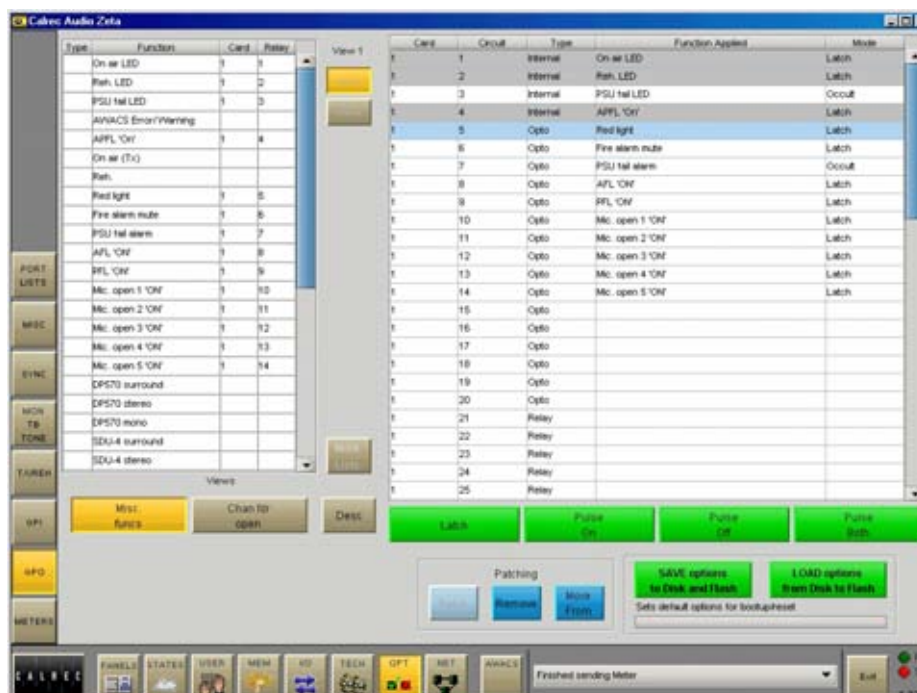 Calrec Audio Zeta
Type Function Card Relay
On air LED 1 1
Reh. LED 1 2
PSU fail LED 1 3
AWACS Error/Warning
APFL 'On' 1 4
On air (Tx)
Reh.
Red light 1 5
Fire alarm mute 1 6
PSU fail alarm 1 7
AFL 'ON' 1 8
PFL 'ON' 1 9
Mic. open 1 'ON' 1 10
Mic. open 2 'ON' 1 11
Mic. open 3 'ON' 1 12
Mic. open 4 'ON' 1 13
Mic. open 5 'ON' 1 14
DP570 surround
DP570 stereo
DP570 mono
SDU-4 surround
SDU-4 stereo
Views
Misc. funcs
Chan for open
View 1
Desc
Card Circuit Type Function Applied Mode
1 1 Internal On air LED Latch
1 2 Internal Reh. LED Latch
1 3 Internal PSU fail LED Occult
1 4 Internal APFL 'On' Latch
1 5 Opto Red light Latch
1 6 Opto Fire alarm mute Latch
1 7 Opto PSU fail alarm Occult
1 8 Opto AFL 'ON' Latch
1 9 Opto PFL 'ON' Latch
1 10 Opto Mic. open 1 'ON' Latch
1 11 Opto Mic. open 2 'ON' Latch
1 12 Opto Mic. open 3 'ON' Latch
1 13 Opto Mic. open 4 'ON' Latch
1 14 Opto Mic. open 5 'ON' Latch
1 15 Opto
1 16 Opto
1 17 Opto
1 18 Opto
1 19 Opto
1 20 Opto
1 21 Relay
1 22 Relay
1 23 Relay
1 24 Relay
1 25 Relay
Latch
Pulse On
Pulse Off
Pulse Both
Patching
Remove
Move From
SAVE options
to Disk and Flash
LOAD options
from Disk to Flash
Sets default options for bootup/reset
PORT
LISTS
MISC
SYNC
MON
TB
TONE
TX/REH
GPI
GPO
METERS
CALREC
PANELS STATES USER MEM I/O TECH OPT NET AWACS
Finished sending Meter
Exit